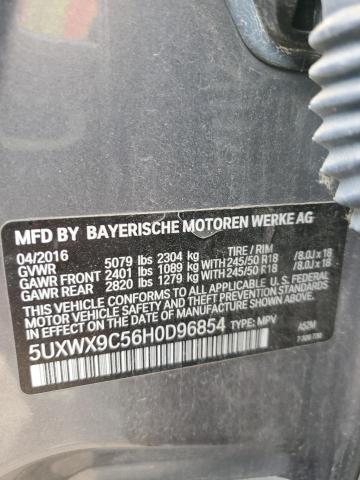 MFD BY BAYERISCHE MOTOREN WERKE AG
04/2016 TIRE / RIM
GVWR 5079 lbs 2304 kg
GAWR FRONT 2401 lbs 1089 kg WITH 245/50 R18 /8.0J x 18
GAWR REAR 2820 lbs 1279 kg WITH 245/50 R18 /8.0J x 18
THIS VEHICLE CONFORMS TO ALL APPLICABLE FEDERAL
MOTOR VEHICLE SAFETY, BUMPER, AND THEFT PREVENTION
STANDARDS IN EFFECT ON THE DATE OF MANUFACTURE SHOWN ABOVE.
5UXWX9C56H0D96854 TYPE: MPV
A52M